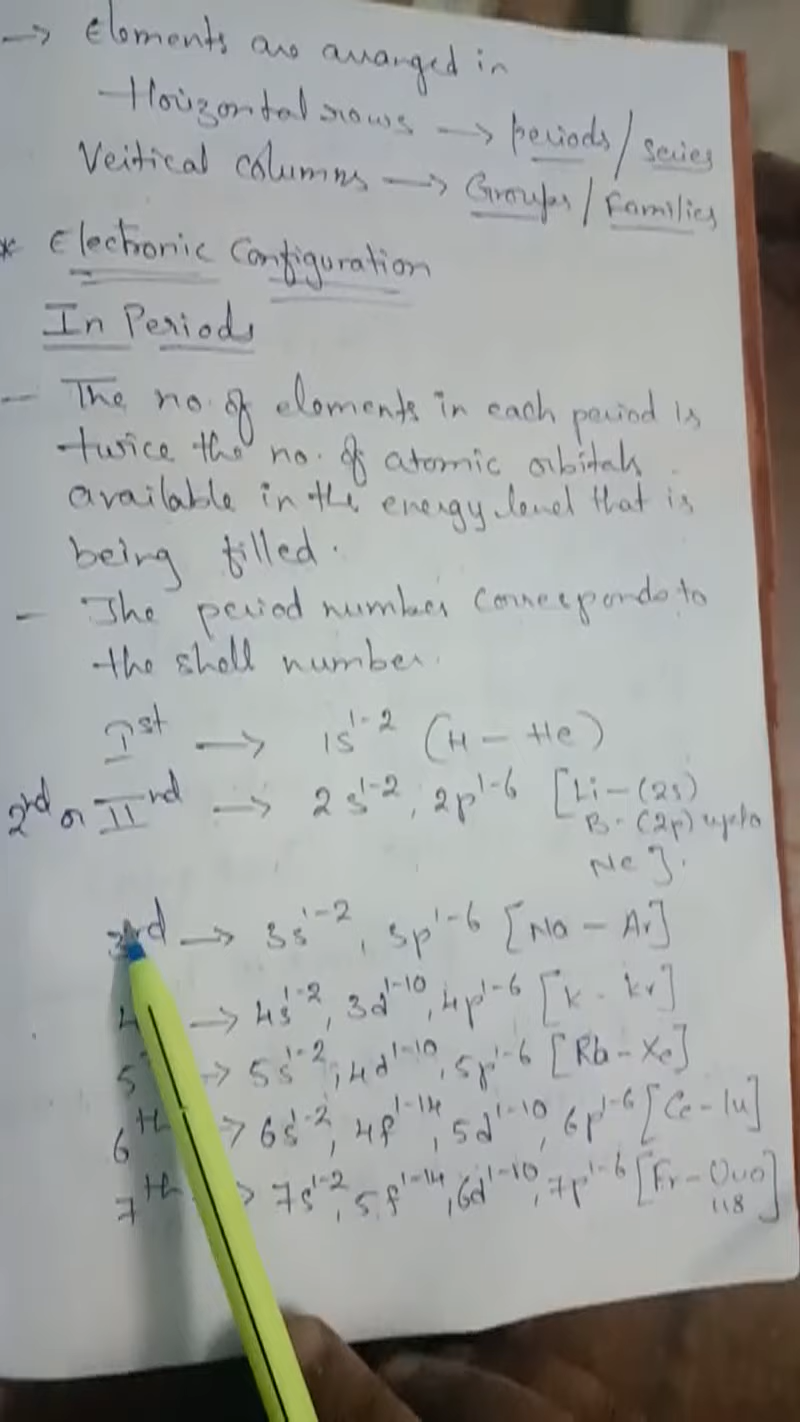 → Elements are arranged in
Horizontal rows → periods/series
Veitical columns → Groups/Families
* Electronic Configuration
In Periods
– The no. of elements in each period is
twice the no. of atomic orbitals
available in the energy level that is
being filled.
– The period number corresponds to
the shell number.
Iˢᵗ → 1s¹⁻² (H – He)
2ʳᵈ or IIʳᵈ → 2s¹⁻², 2p¹⁻⁶ [Li – (2s)
B - (2p) upto
Ne].
3rd → 3s¹⁻², 3p¹⁻⁶ [Na – Ar]
4 → 4s¹⁻², 3d¹⁻¹⁰, 4p¹⁻⁶ [K - Kr]
5 → 5s¹⁻², 4d¹⁻¹⁰, 5p¹⁻⁶ [Rb – Xe]
6ᵗʰ → 6s¹⁻², 4f¹⁻¹⁴, 5d¹⁻¹⁰, 6p¹⁻⁶ [Ce – lu]
7ᵗʰ → 7s¹⁻², 5f¹⁻¹⁴, 6d¹⁻¹⁰, 7p¹⁻⁶ [Fr – Ouo
118]